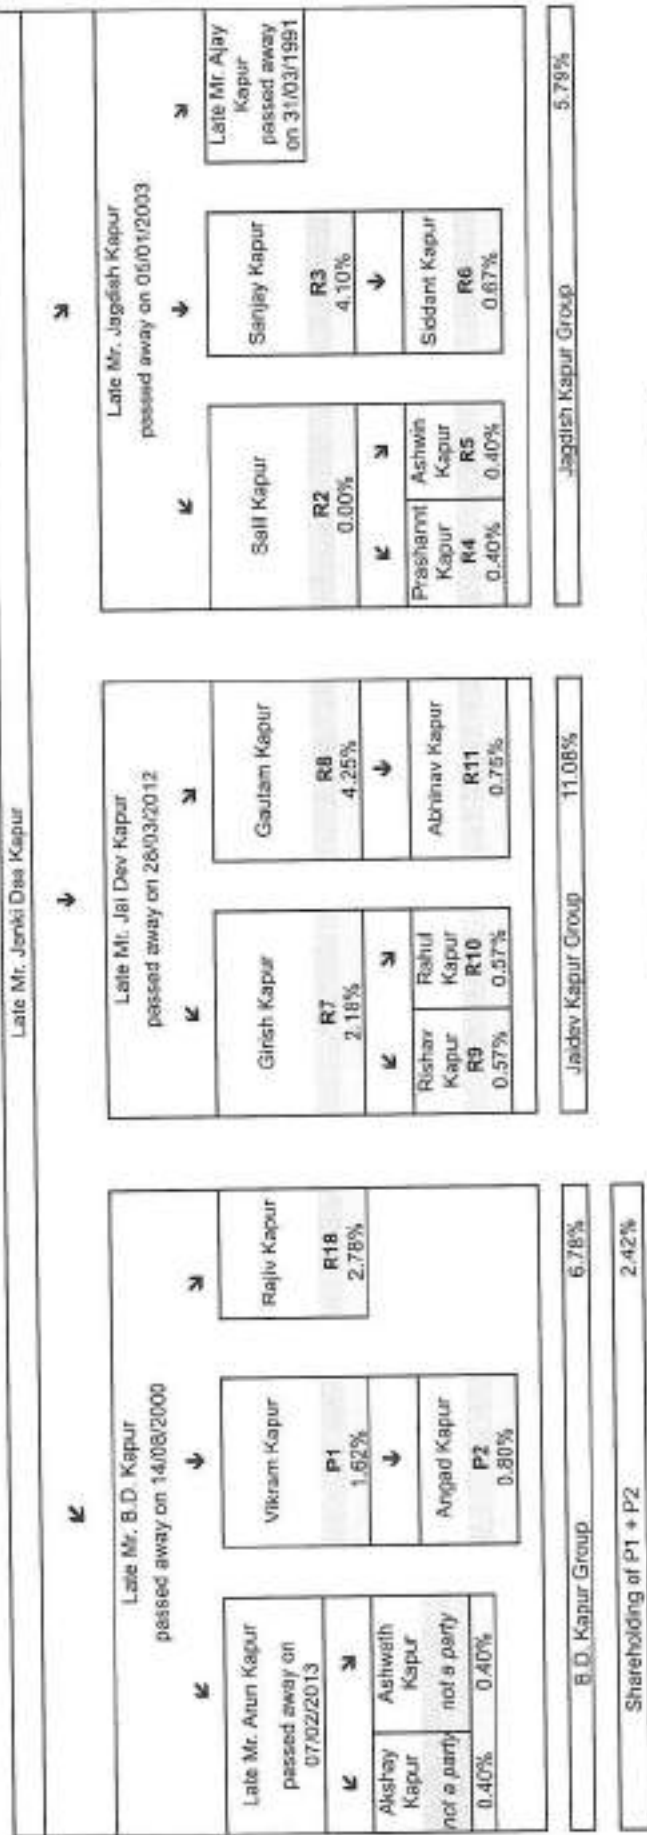 Late Mr. Janki Das Kapur
Late Mr. B.D. Kapur
passed away on 14/08/2000
Late Mr. Arun Kapur
passed away on
07/02/2013
Akshay
Kapur
not a party
0.40%
Ashwath
Kapur
not a party
0.40%
Vikram Kapur
P1
1.62%
Angad Kapur
P2
0.80%
Rajiv Kapur
R18
2.78%
B.D. Kapur Group 6.78%
Shareholding of P1 + P2 2.42%
Late Mr. Jai Dev Kapur
passed away on 28/03/2012
Girish Kapur
R7
2.18%
Rishav
Kapur
R9
0.57%
Rahul
Kapur
R10
0.57%
Gautam Kapur
R8
4.25%
Abhinav Kapur
R11
0.75%
Jaidev Kapur Group 11.08%
Late Mr. Jagdish Kapur
passed away on 05/01/2003
Salil Kapur
R2
0.00%
Prashannt
Kapur
R4
0.40%
Ashwin
Kapur
R5
0.40%
Sanjay Kapur
R3
4.10%
Siddant Kapur
R6
0.67%
Late Mr. Ajay
Kapur
passed away
on 31/03/1991
Jagdish Kapur Group 5.79%